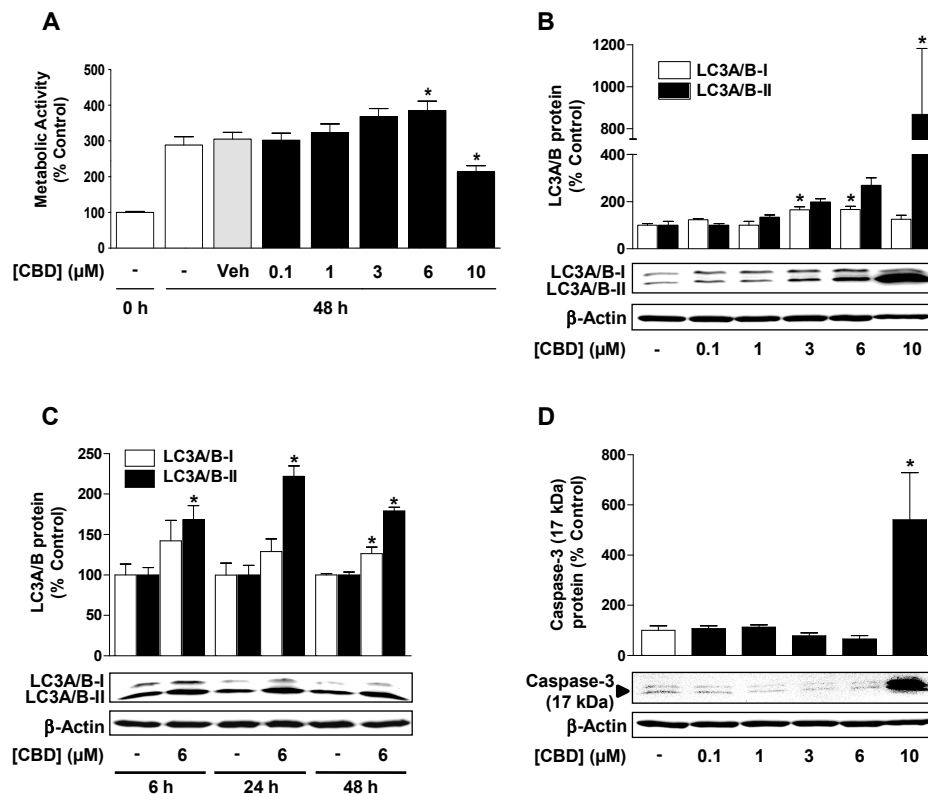 A
Metabolic Activity
(% Control)
500
400
300
200
100
0
[CBD] (µM) - - Veh 0.1 1 3 6 10
0 h 48 h
* *
B
LC3A/B protein
(% Control)
1200
1000
800
600
400
200
0
LC3A/B-I
LC3A/B-II
* * *
LC3A/B-I
LC3A/B-II
β-Actin
[CBD] (µM) - 0.1 1 3 6 10
C
LC3A/B protein
(% Control)
250
200
150
100
50
0
LC3A/B-I
LC3A/B-II
* * * *
LC3A/B-I
LC3A/B-II
β-Actin
[CBD] (µM) - 6 - 6 - 6
6 h 24 h 48 h
D
Caspase-3 (17 kDa)
protein (% Control)
800
600
400
200
0
*
Caspase-3
(17 kDa)
β-Actin
[CBD] (µM) - 0.1 1 3 6 10